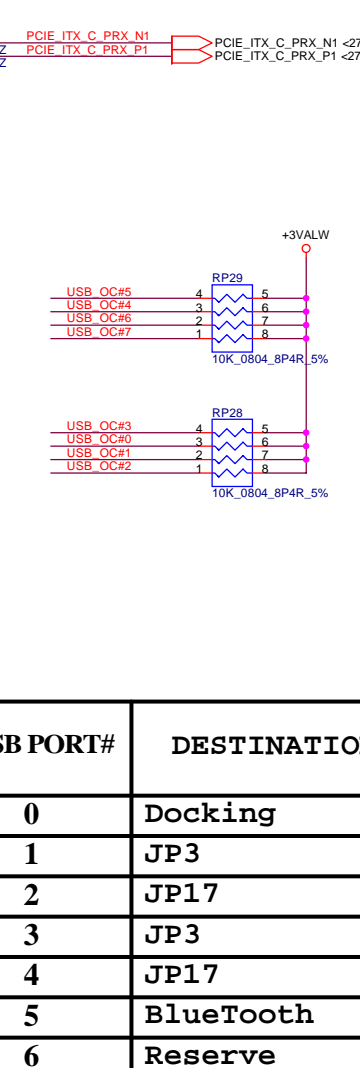 PCIE_ITX_C_PRX_N1 PCIE_ITX_C_PRX_N1 <27
Z PCIE_ITX_C_PRX_P1 PCIE_ITX_C_PRX_P1 <27
Z
+3VALW
RP29
USB_OC#5 4 5
USB_OC#4 3 6
USB_OC#6 2 7
USB_OC#7 1 8
10K_0804_8P4R_5%
RP28
USB_OC#3 4 5
USB_OC#0 3 6
USB_OC#1 2 7
USB_OC#2 1 8
10K_0804_8P4R_5%
SB PORT# DESTINATION
0 Docking
1 JP3
2 JP17
3 JP3
4 JP17
5 BlueTooth
6 Reserve